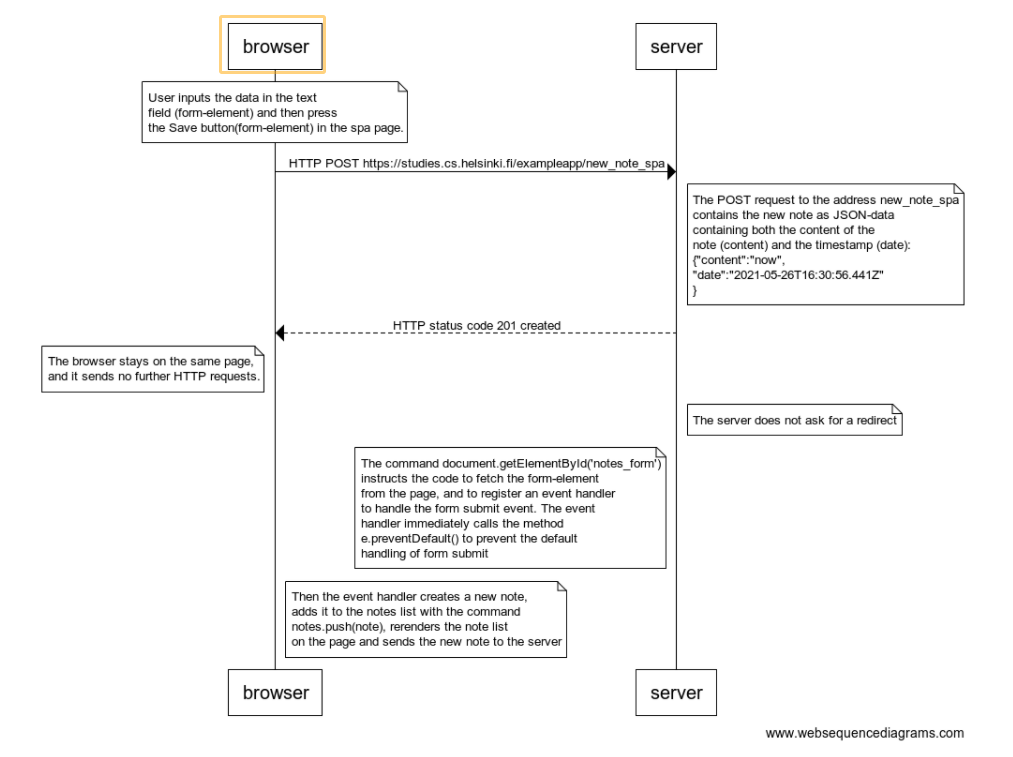 browser
server
User inputs the data in the text
field (form-element) and then press
the Save button(form-element) in the spa page.
HTTP POST https://studies.cs.helsinki.fi/exampleapp/new_note_spa
The POST request to the address new_note_spa
contains the new note as JSON-data
containing both the content of the
note (content) and the timestamp (date):
{"content":"now",
"date":"2021-05-26T16:30:56.441Z"
}
HTTP status code 201 created
The browser stays on the same page,
and it sends no further HTTP requests.
The server does not ask for a redirect
The command document.getElementById('notes_form')
instructs the code to fetch the form-element
from the page, and to register an event handler
to handle the form submit event. The event
handler immediately calls the method
e.preventDefault() to prevent the default
handling of form submit
Then the event handler creates a new note,
adds it to the notes list with the command
notes.push(note), rerenders the note list
on the page and sends the new note to the server
browser
server
www.websequencediagrams.com